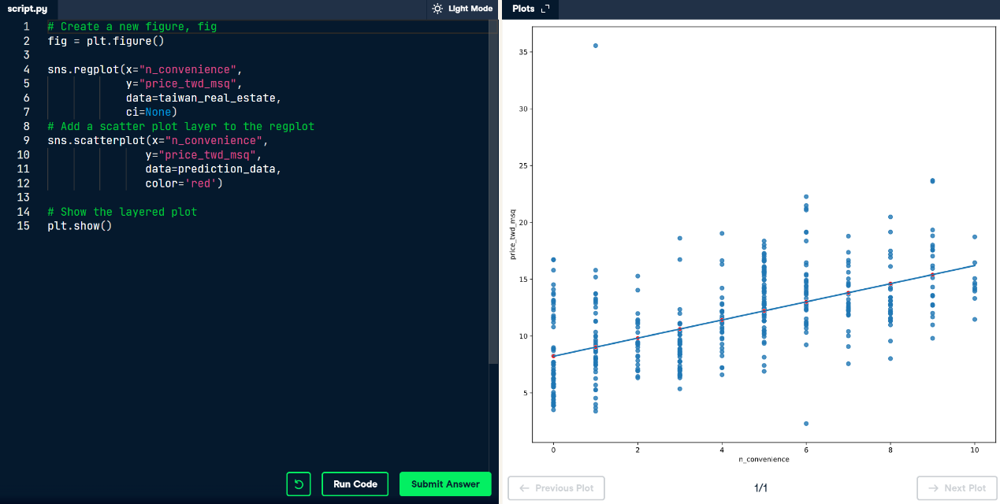 script.py
Light Mode
1 # Create a new figure, fig
2 fig = plt.figure()
3
4 sns.regplot(x="n_convenience",
5 y="price_twd_msq",
6 data=taiwan_real_estate,
7 ci=None)
8 # Add a scatter plot layer to the regplot
9 sns.scatterplot(x="n_convenience",
10 y="price_twd_msq",
11 data=prediction_data,
12 color='red')
13
14 # Show the layered plot
15 plt.show()
Run Code
Submit Answer
Plots
35
30
25
20
15
10
5
price_twd_msq
0 2 4 6 8 10
n_convenience
Previous Plot
1/1
Next Plot